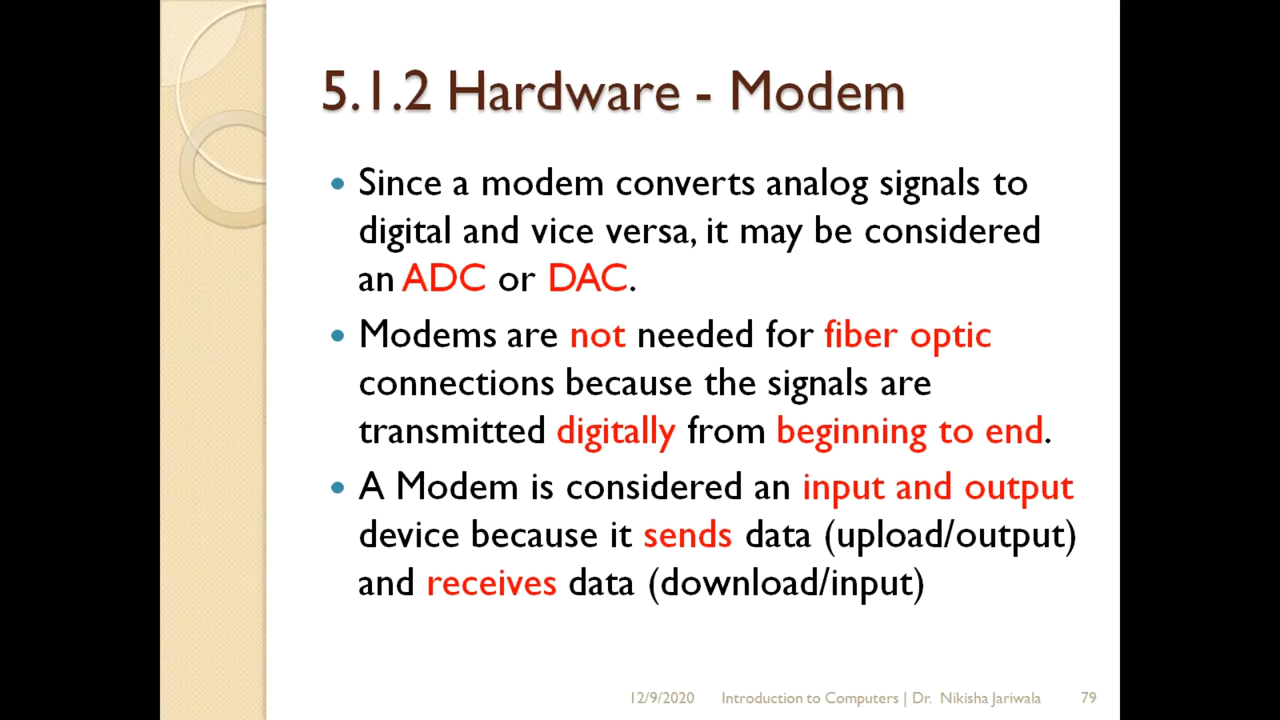 5.1.2 Hardware - Modem
• Since a modem converts analog signals to
digital and vice versa, it may be considered
an ADC or DAC.
• Modems are not needed for fiber optic
connections because the signals are
transmitted digitally from beginning to end.
• A Modem is considered an input and output
device because it sends data (upload/output)
and receives data (download/input)
12/9/2020 Introduction to Computers | Dr. Nikisha Jariwala 79